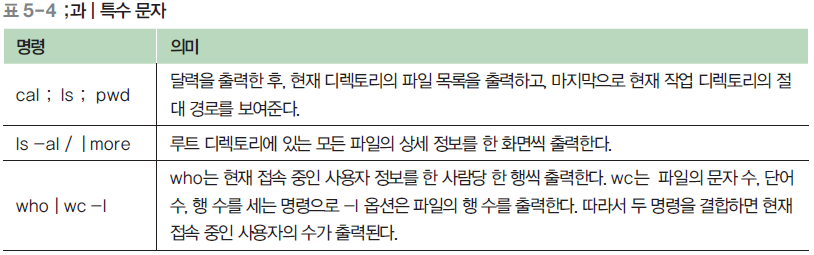 표 5-4 ;과 | 특수 문자
명령 의미
cal ; ls ; pwd
달력을 출력한 후, 현재 디렉토리의 파일 목록을 출력하고, 마지막으로 현재 작업 디렉토리의 절
대 경로를 보여준다.
ls -al / | more 루트 디렉토리에 있는 모든 파일의 상세 정보를 한 화면씩 출력한다.
who | wc -l
who는 현재 접속 중인 사용자 정보를 한 사람당 한 행씩 출력한다. wc는 파일의 문자 수, 단어
수, 행 수를 세는 명령으로 -l 옵션은 파일의 행 수를 출력한다. 따라서 두 명령을 결합하면 현재
접속 중인 사용자의 수가 출력된다.